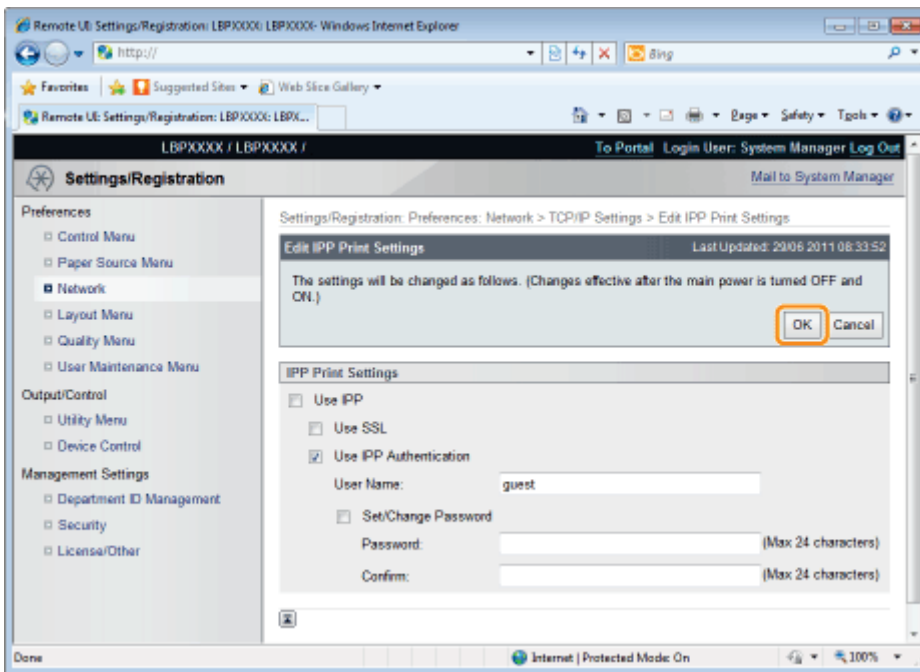 Remote UI: Settings/Registration: LBPXXXX: LBPXXXX- Windows Internet Explorer
http://
Bing
Favorites Suggested Sites Web Slice Gallery
Remote UI: Settings/Registration: LBPXXXX: LBPX...
Page Safety Tools
LBPXXXX / LBPXXXX /
To Portal Login User: System Manager Log Out
Settings/Registration
Mail to System Manager
Preferences
Control Menu
Paper Source Menu
Network
Layout Menu
Quality Menu
User Maintenance Menu
Output/Control
Utility Menu
Device Control
Management Settings
Department ID Management
Security
License/Other
Settings/Registration: Preferences: Network > TCP/IP Settings > Edit IPP Print Settings
Edit IPP Print Settings
Last Updated: 29/06 2011 08:33:52
The settings will be changed as follows. (Changes effective after the main power is turned OFF and
ON.)
OK Cancel
IPP Print Settings
Use IPP
Use SSL
Use IPP Authentication
User Name: guest
Set/Change Password
Password: (Max 24 characters)
Confirm: (Max 24 characters)
Done
Internet | Protected Mode: On
100%